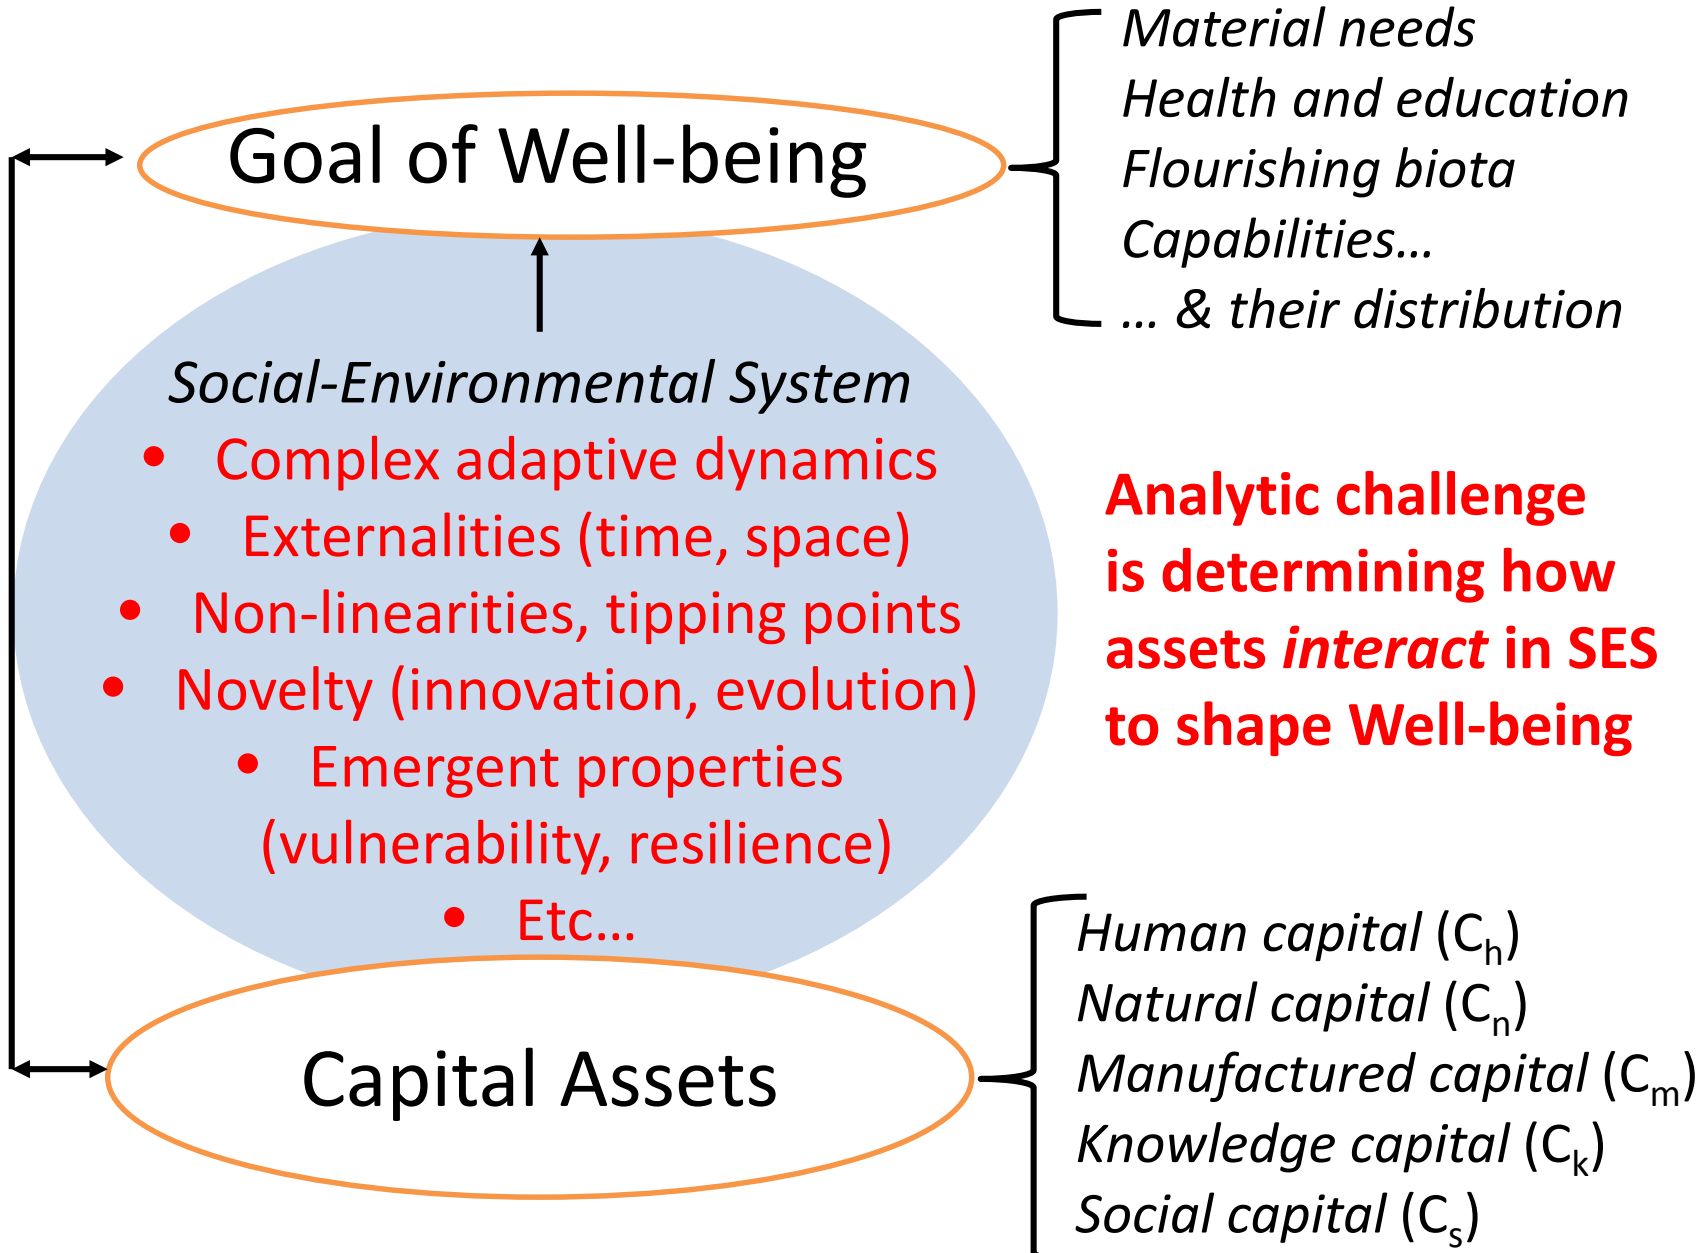 Material needs
Health and education
Goal of Well-being
Flourishing biota
Capabilities...
... & their distribution
Social-Environmental System
• Complex adaptive dynamics
• Externalities (time, space)
• Non-linearities, tipping points
• Novelty (innovation, evolution)
• Emergent properties
(vulnerability, resilience)
• Etc...
Analytic challenge
is determining how
assets interact in SES
to shape Well-being
Capital Assets
Human capital (Ch)
Natural capital (Cn)
Manufactured capital (Cm)
Knowledge capital (Ck)
Social capital (Cs)